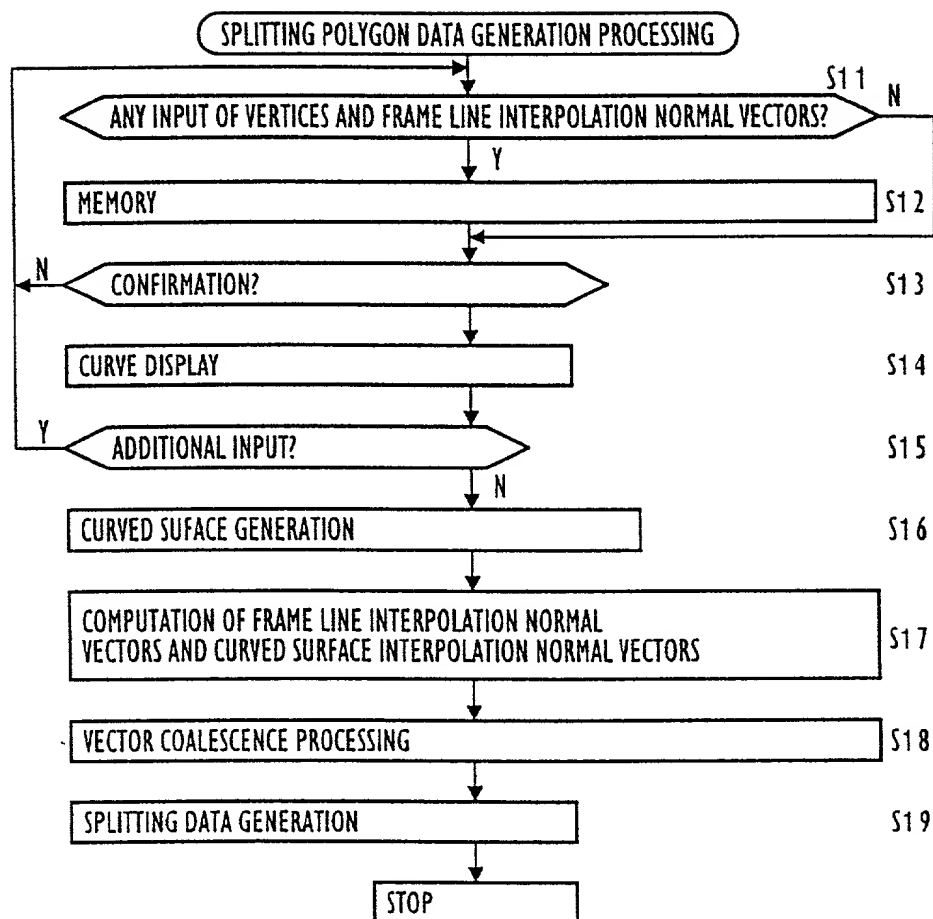 SPLITTING POLYGON DATA GENERATION PROCESSING
S11
ANY INPUT OF VERTICES AND FRAME LINE INTERPOLATION NORMAL VECTORS?
N
Y
MEMORY
S12
N
CONFIRMATION?
S13
CURVE DISPLAY
S14
Y
ADDITIONAL INPUT?
S15
N
CURVED SUFACE GENERATION
S16
COMPUTATION OF FRAME LINE INTERPOLATION NORMAL
VECTORS AND CURVED SURFACE INTERPOLATION NORMAL VECTORS
S17
VECTOR COALESCENCE PROCESSING
S18
SPLITTING DATA GENERATION
S19
STOP